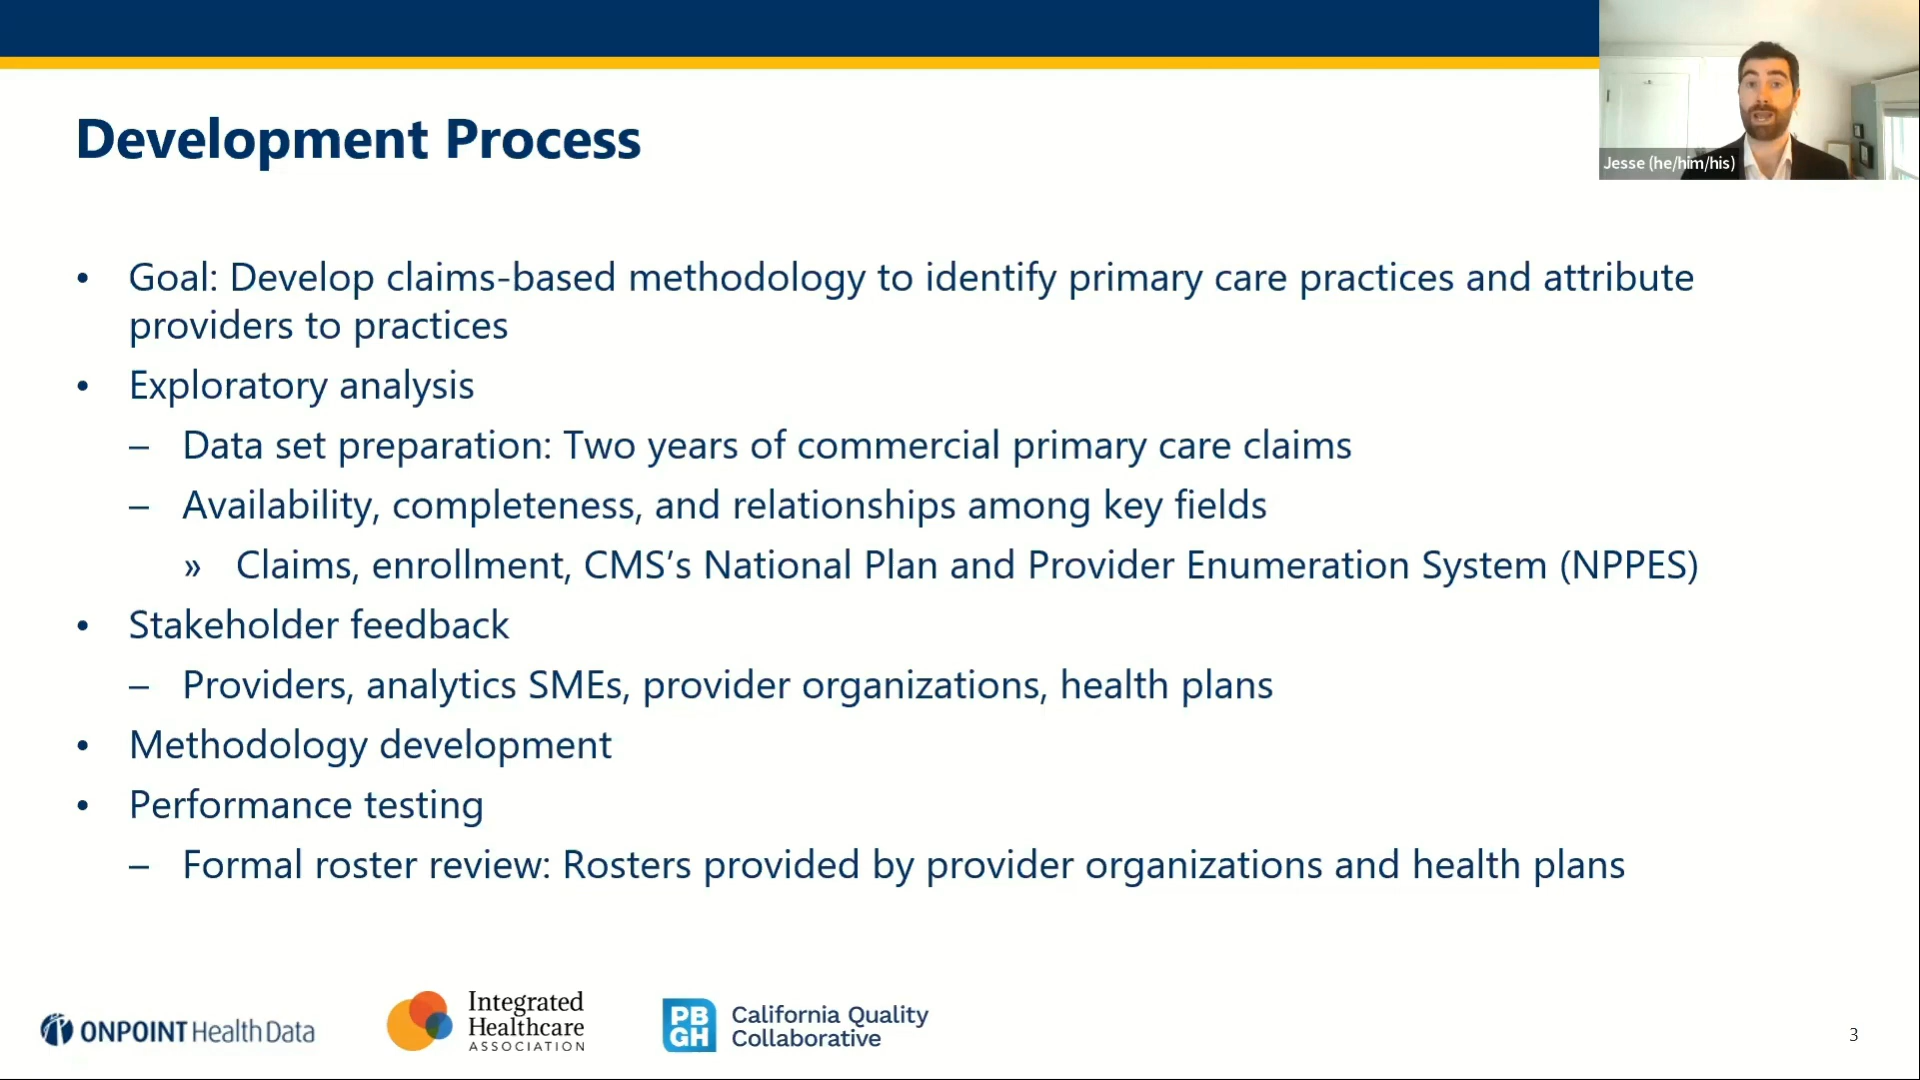 Jesse (he/him/his)
Development Process
• Goal: Develop claims-based methodology to identify primary care practices and attribute
providers to practices
• Exploratory analysis
– Data set preparation: Two years of commercial primary care claims
– Availability, completeness, and relationships among key fields
» Claims, enrollment, CMS’s National Plan and Provider Enumeration System (NPPES)
• Stakeholder feedback
– Providers, analytics SMEs, provider organizations, health plans
• Methodology development
• Performance testing
– Formal roster review: Rosters provided by provider organizations and health plans
ONPOINT Health Data
Integrated
Healthcare
ASSOCIATION
PB
GH
California Quality
Collaborative
3